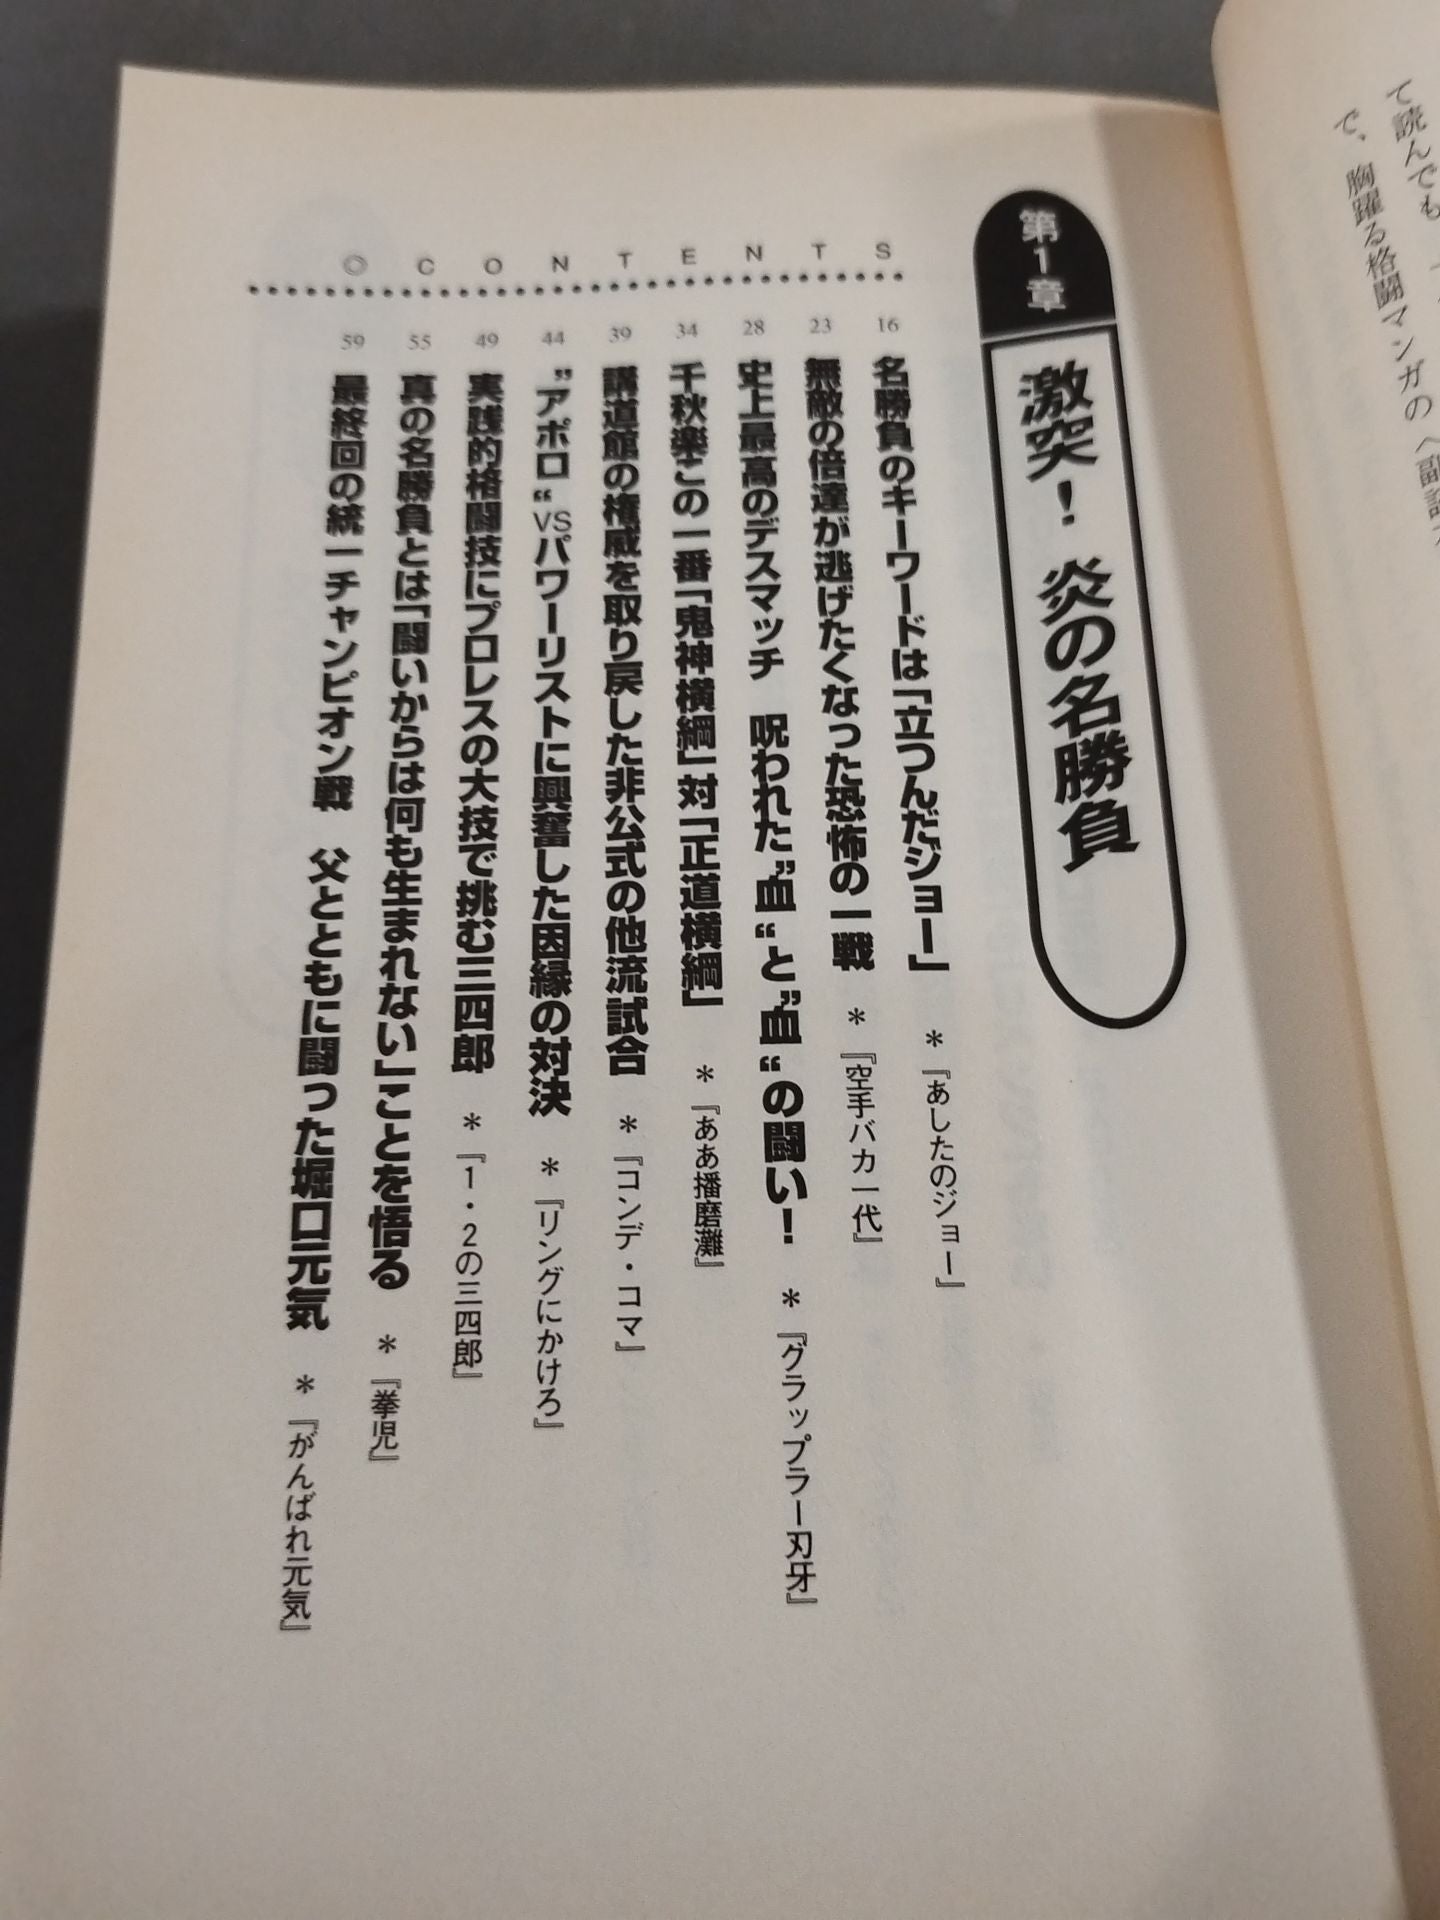 て読んでも
で、胸躍る格闘マンガの
第1章
激突！ 炎の名勝負
◎CONTENTS
16 名勝負のキーワードは「立つんだジョー」 ＊『あしたのジョー』
23 無敵の倍達が逃げたくなった恐怖の一戦 ＊『空手バカ一代』
28 史上最高のデスマッチ 呪われた〝血〟と〝血〟の闘い！ ＊『グラップラー刃牙』
34 千秋楽この一番「鬼神横綱」対「正道横綱」 ＊『ああ播磨灘』
39 講道館の権威を取り戻した非公式の他流試合 ＊『コンデ・コマ』
44 〝アポロ〟VSパワーリストに興奮した因縁の対決 ＊『リングにかけろ』
49 実践的格闘技にプロレスの大技で挑む三四郎 ＊『1・2の三四郎』
55 真の名勝負とは「闘いからは何も生まれない」ことを悟る ＊『拳児』
59 最終回の統一チャンピオン戦 父とともに闘った堀口元気 ＊『がんばれ元気』